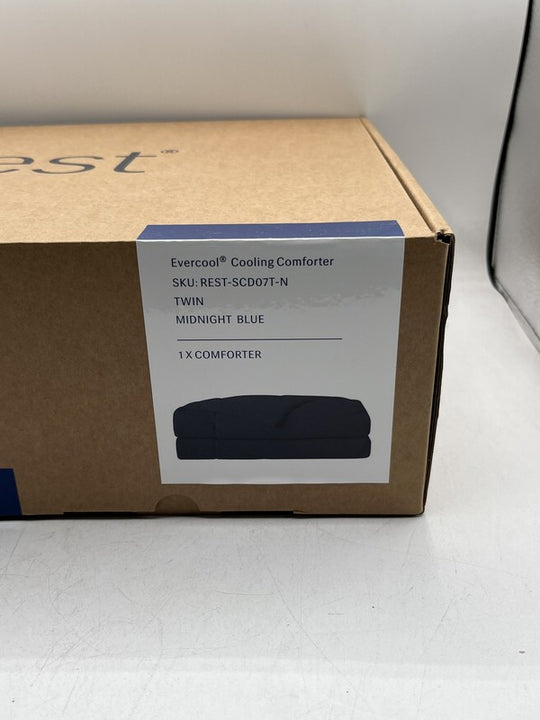 est®
Evercool® Cooling Comforter
SKU: REST-SCD07T-N
TWIN
MIDNIGHT BLUE
1 X COMFORTER